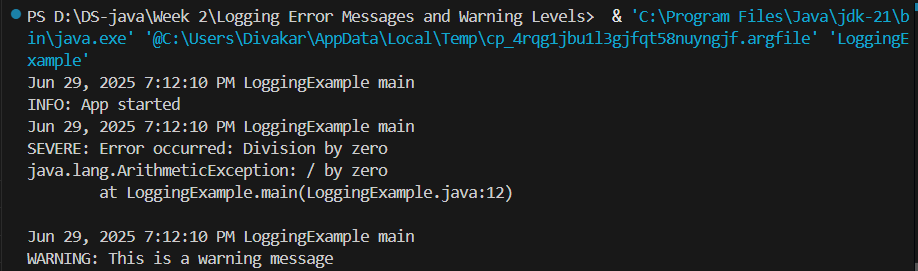 PS D:\DS-java\Week 2\Logging Error Messages and Warning Levels>  & 'C:\Program Files\Java\jdk-21\b
in\java.exe' '@C:\Users\Divakar\AppData\Local\Temp\cp_4rqg1jbu1l3gjfqt58nuyngjf.argfile' 'LoggingE
xample'
Jun 29, 2025 7:12:10 PM LoggingExample main
INFO: App started
Jun 29, 2025 7:12:10 PM LoggingExample main
SEVERE: Error occurred: Division by zero
java.lang.ArithmeticException: / by zero
        at LoggingExample.main(LoggingExample.java:12)

Jun 29, 2025 7:12:10 PM LoggingExample main
WARNING: This is a warning message